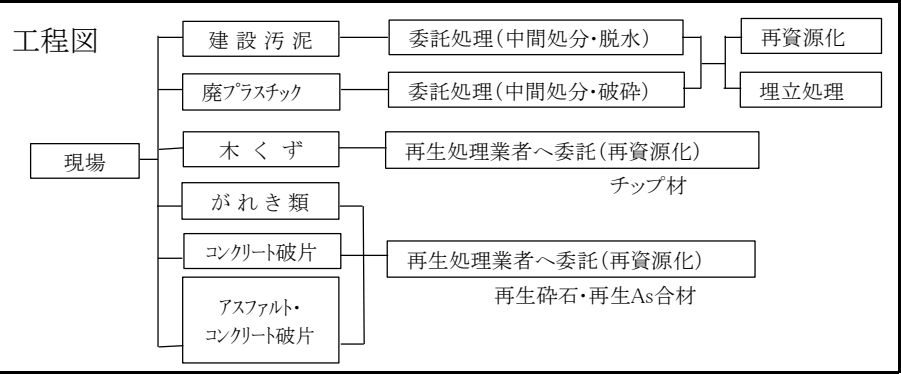 工程図
建設汚泥
委託処理(中間処分・脱水)
再資源化
廃プラスチック
委託処理(中間処分・破砕)
埋立処理
現場
木くず
再生処理業者へ委託(再資源化)
チップ材
がれき類
コンクリート破片
再生処理業者へ委託(再資源化)
再生砕石・再生As合材
アスファルト・
コンクリート破片